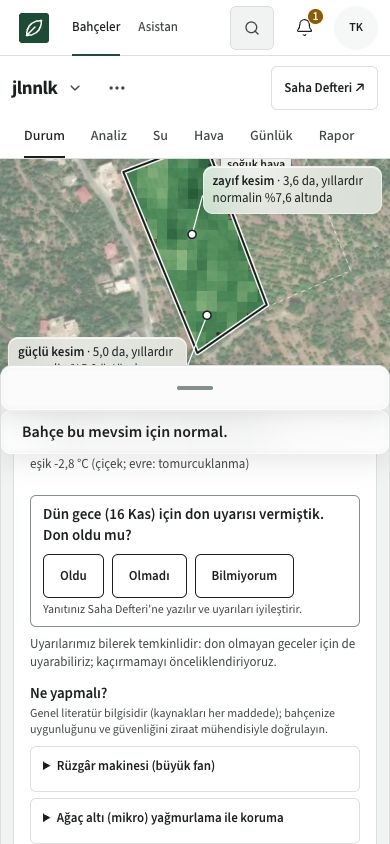 Bahçeler
Asistan
1
TK
jlnnlk
Saha Defteri ↗
Durum
Analiz
Su
Hava
Günlük
Rapor
soğuk hava
zayıf kesim · 3,6 da, yıllardır
normalin %7,6 altında
güçlü kesim · 5,0 da, yıllardır
Bahçe bu mevsim için normal.
eşik -2,8 °C (çiçek; evre: tomurcuklanma)
Dün gece (16 Kas) için don uyarısı vermiştik.
Don oldu mu?
Oldu
Olmadı
Bilmiyorum
Yanıtınız Saha Defteri'ne yazılır ve uyarıları iyileştirir.
Uyarılarımız bilerek temkinlidir: don olmayan geceler için de
uyarabiliriz; kaçırmamayı önceliklendiriyoruz.
Ne yapmalı?
Genel literatür bilgisidir (kaynakları her maddede); bahçenize
uygunluğunu ve güvenliğini ziraat mühendisiyle doğrulayın.
Rüzgâr makinesi (büyük fan)
Ağaç altı (mikro) yağmurlama ile koruma